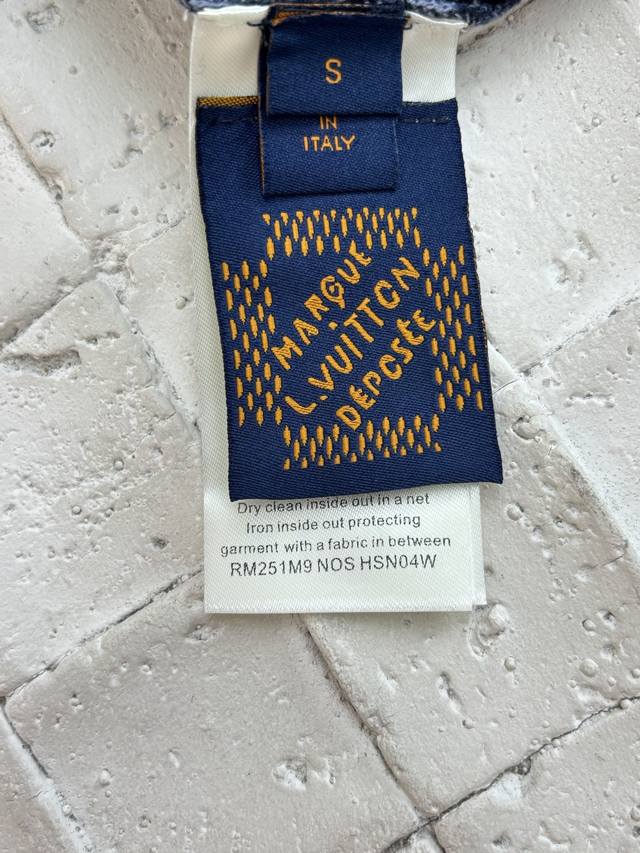 S
IN
ITALY
MARQUE
L.VUITTON
DEPOSÉE
Dry clean inside out in a net
Iron inside out protecting
garment with a fabric in between
RM251M9 NOS HSN04W